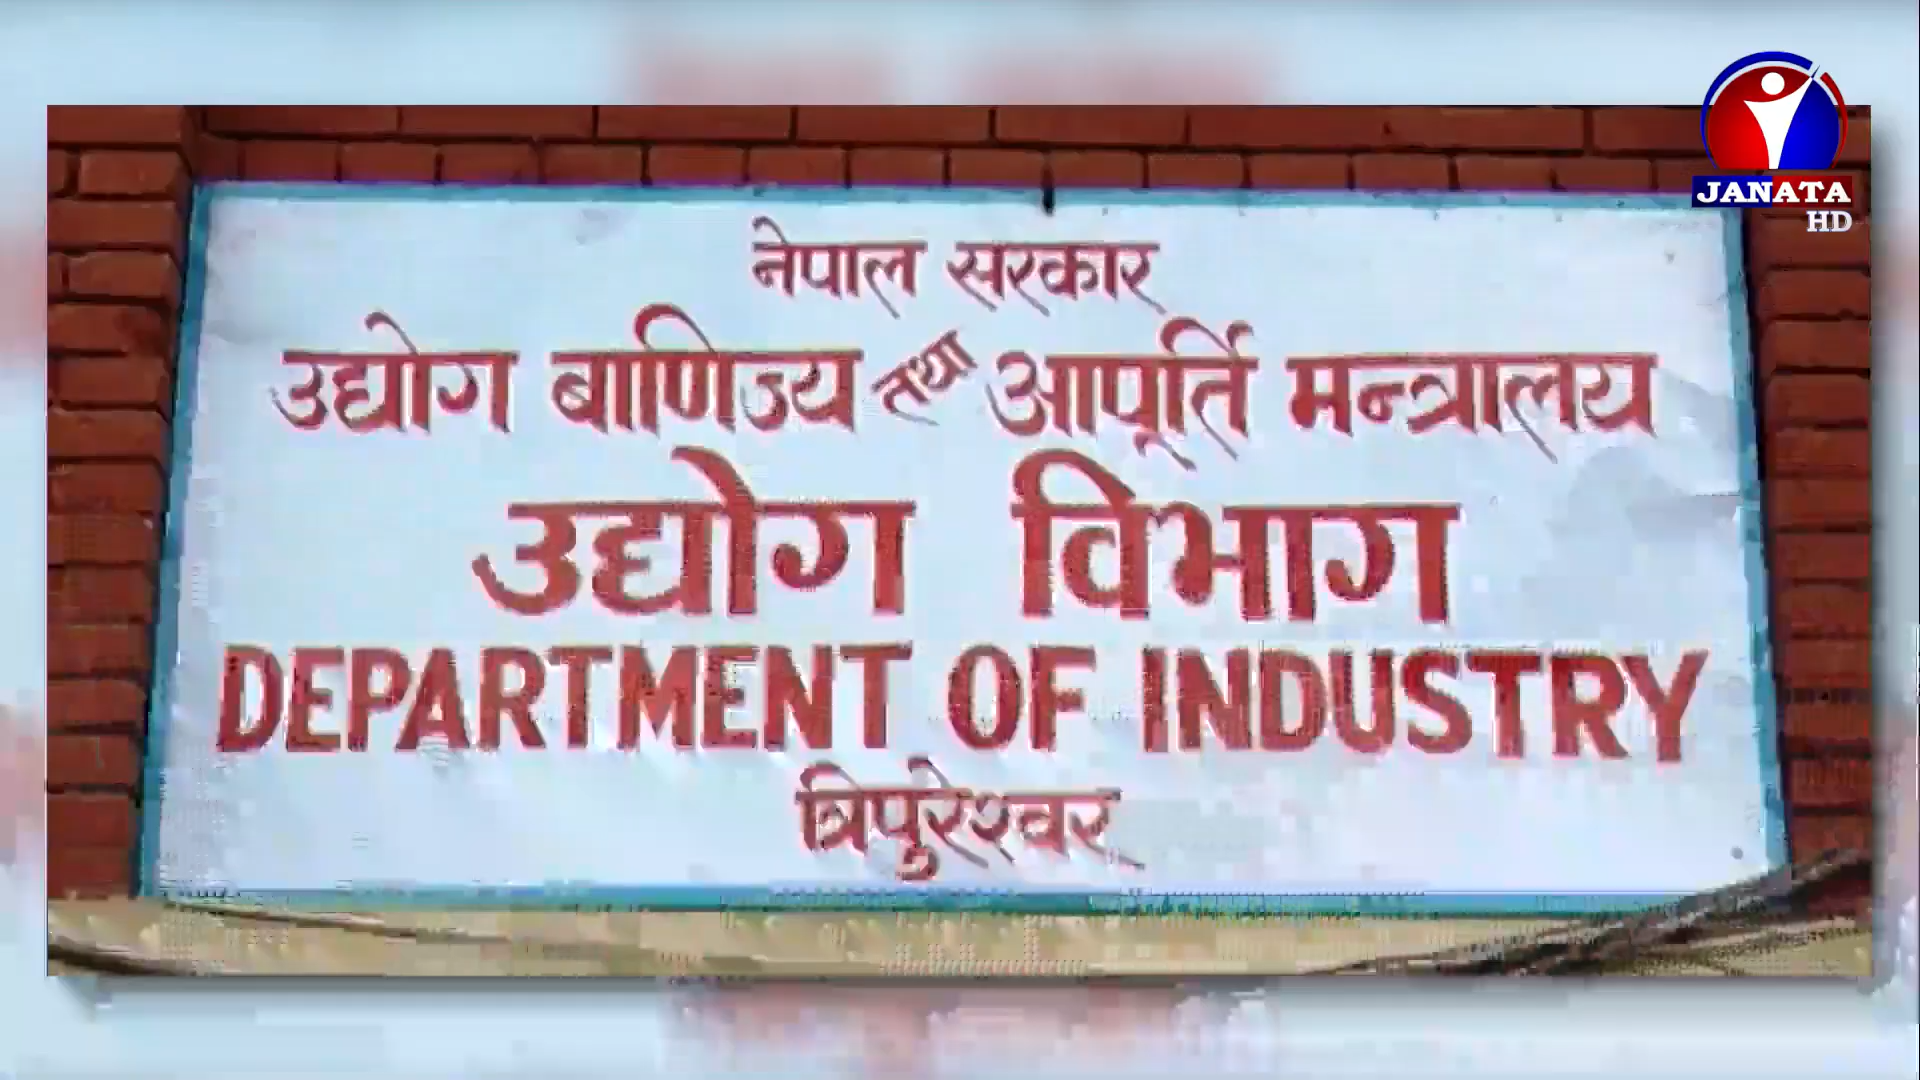 JANATA
HD
नेपाल सरकार
उद्योग बाणिज्य तथा आपूर्ति मन्त्रालय
उद्योग विभाग
DEPARTMENT OF INDUSTRY
त्रिपुरेश्वर